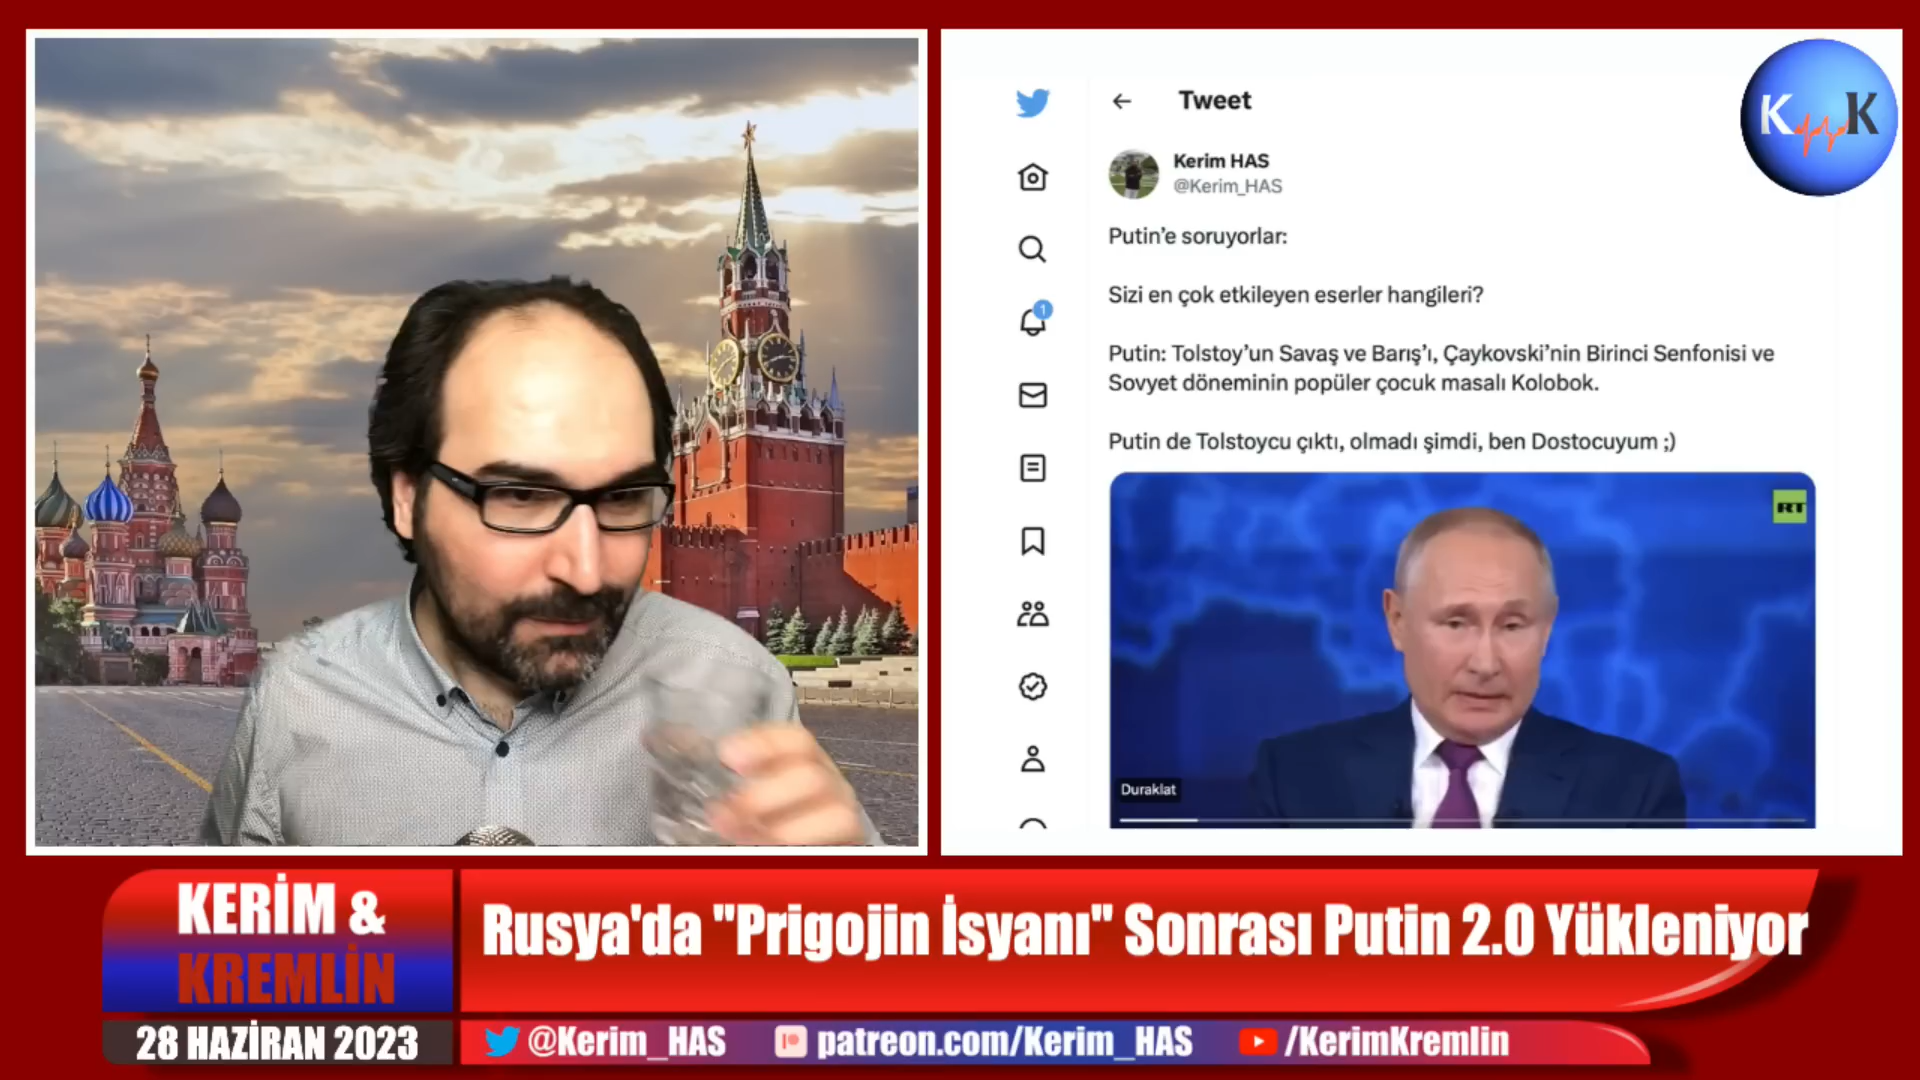 K K
Tweet
Kerim HAS
@Kerim_HAS
1
Putin’e soruyorlar:
Sizi en çok etkileyen eserler hangileri?
Putin: Tolstoy’un Savaş ve Barış’ı, Çaykovski’nin Birinci Senfonisi ve
Sovyet döneminin popüler çocuk masalı Kolobok.
Putin de Tolstoycu çıktı, olmadı şimdi, ben Dostocuyum ;)
RT
Duraklat
KERİM &
KREMLİN
Rusya'da "Prigojin İsyanı" Sonrası Putin 2.0 Yükleniyor
28 HAZİRAN 2023
@Kerim_HAS patreon.com/Kerim_HAS /KerimKremlin